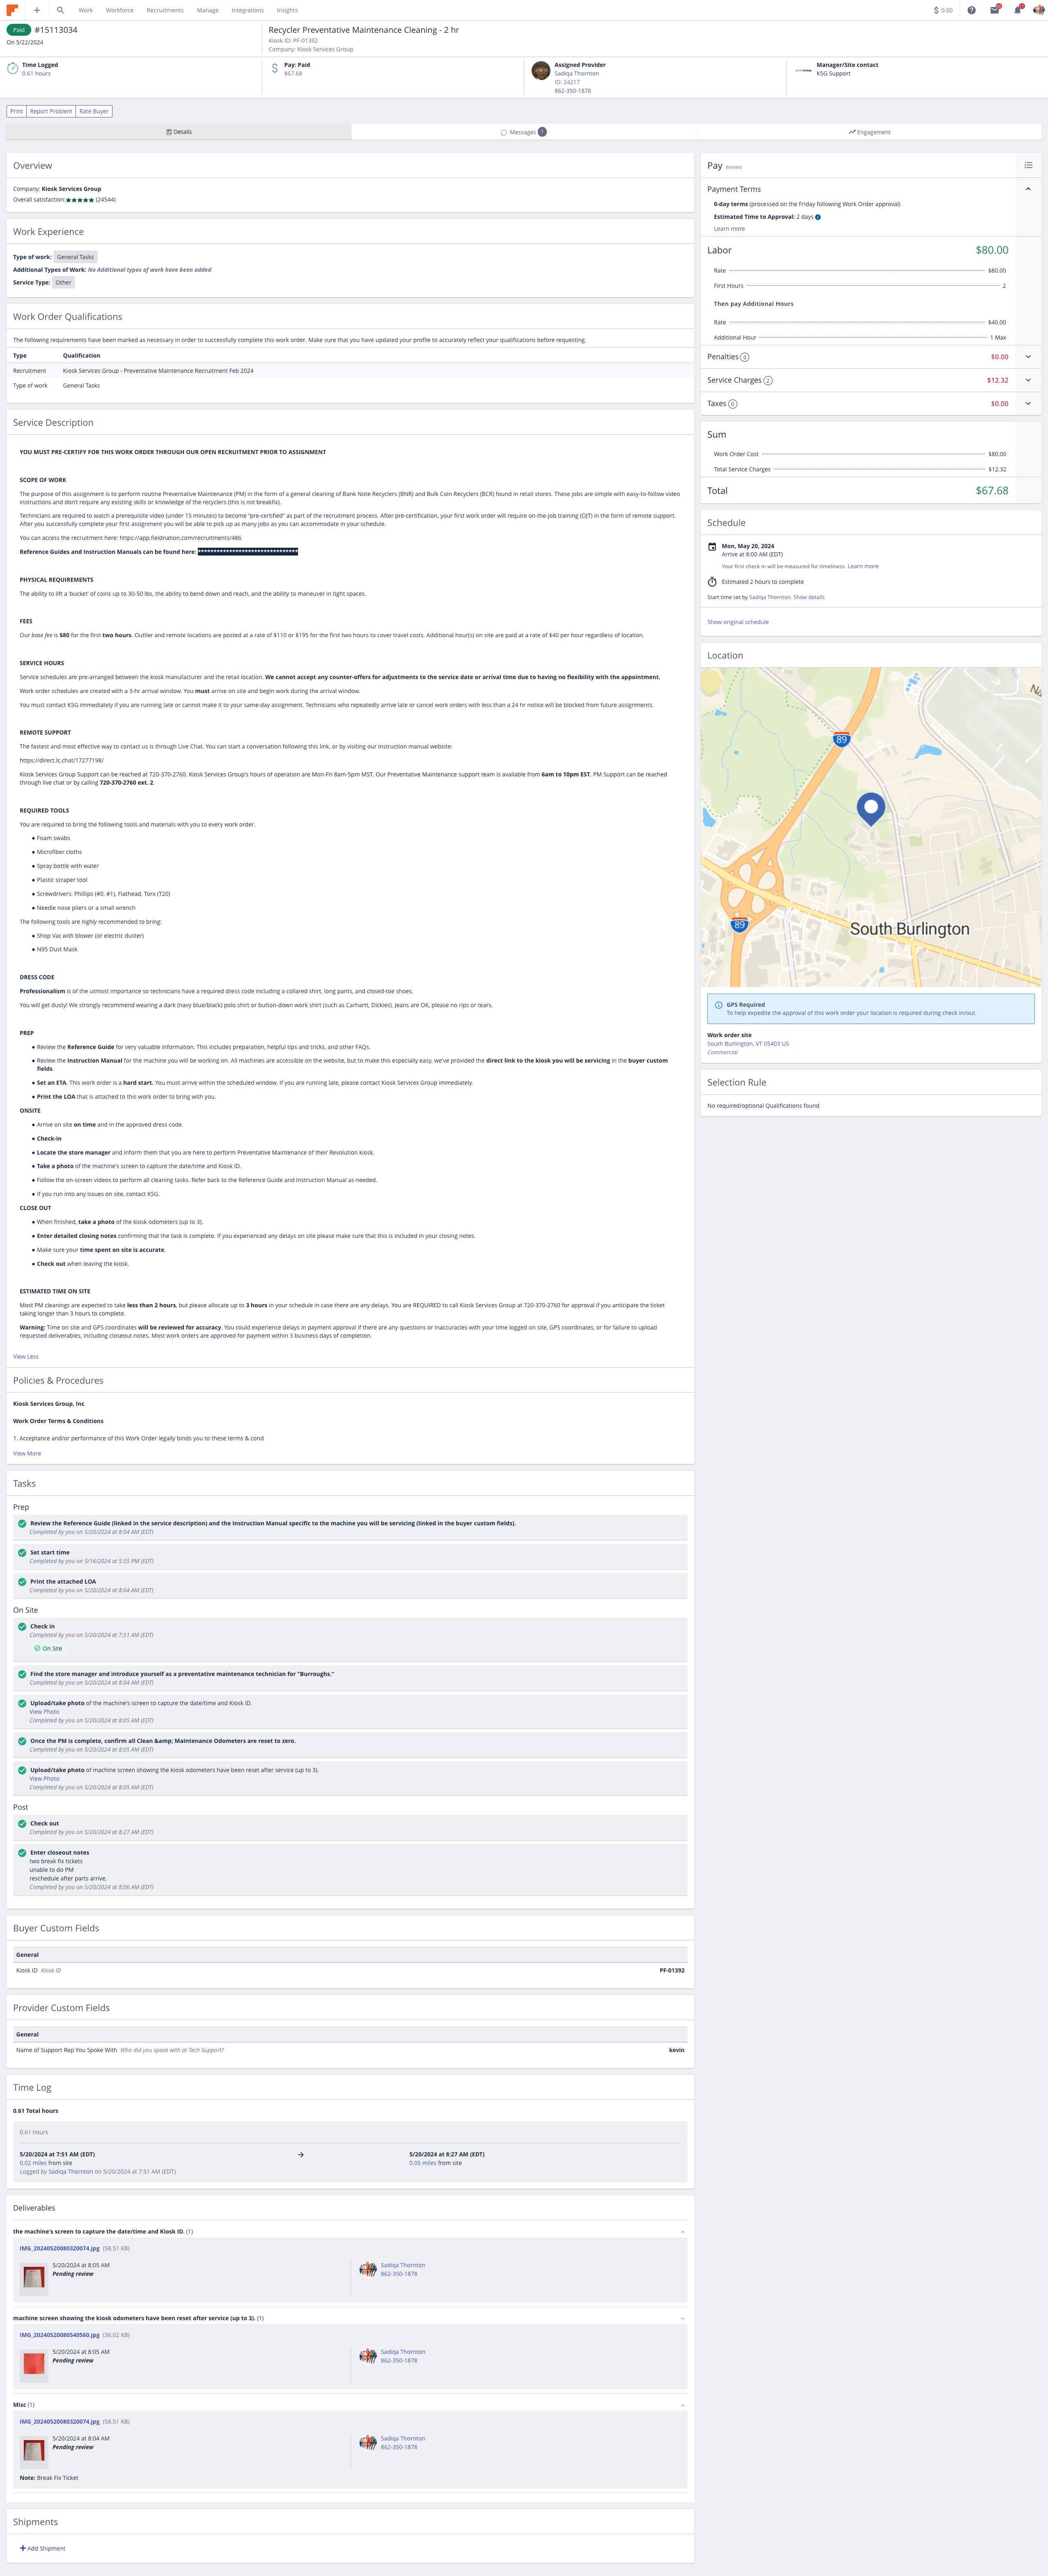 Work Workforce Recruitments Manage Integrations Insights
$ 0.00
Paid #15113034
On 5/22/2024
Recycler Preventative Maintenance Cleaning - 2 hr
Kiosk ID: PF-01392
Company: Kiosk Services Group
Time Logged
0.61 hours
Pay: Paid
$67.68
Assigned Provider
Sadiqa Thornton
ID: 24217
862-350-1878
Manager/Site contact
KSG Support
Print Report Problem Rate Buyer
Details
Messages 1
Engagement
Overview
Company: Kiosk Services Group
Overall satisfaction: ★★★★★ (24544)
Work Experience
Type of work: General Tasks
Additional Types of Work: No Additional types of work have been added
Service Type: Other
Work Order Qualifications
The following requirements have been marked as necessary in order to successfully complete this work order. Make sure that you have updated your profile to accurately reflect your qualifications before requesting.
Type Qualification
Recruitment Kiosk Services Group - Preventative Maintenance Recruitment Feb 2024
Type of work General Tasks
Service Description
YOU MUST PRE-CERTIFY FOR THIS WORK ORDER THROUGH OUR OPEN RECRUITMENT PRIOR TO ASSIGNMENT
SCOPE OF WORK
The purpose of this assignment is to perform routine Preventative Maintenance (PM) in the form of a general cleaning of Bank Note Recyclers (BNR) and Bulk Coin Recyclers (BCR) found in retail stores. These jobs are simple with easy-to-follow video
instructions and don't require any existing skills or knowledge of the recyclers (this is not breakfix).
Technicians are required to watch a prerequisite video (under 15 minutes) to become "pre-certified" as part of the recruitment process. After pre-certification, your first work order will require on-the-job training (OJT) in the form of remote support.
After you successfully complete your first assignment you will be able to pick up as many jobs as you can accommodate in your schedule.
You can access the recruitment here: https://app.fieldnation.com/recruitments/486
Reference Guides and Instruction Manuals can be found here: ********************************
PHYSICAL REQUIREMENTS
The ability to lift a 'bucket' of coins up to 30-50 lbs, the ability to bend down and reach, and the ability to maneuver in tight spaces.
FEES
Our base fee is $80 for the first two hours. Outlier and remote locations are posted at a rate of $110 or $195 for the first two hours to cover travel costs. Additional hour(s) on site are paid at a rate of $40 per hour regardless of location.
SERVICE HOURS
Service schedules are pre-arranged between the kiosk manufacturer and the retail location. We cannot accept any counter-offers for adjustments to the service date or arrival time due to having no flexibility with the appointment.
Work order schedules are created with a 3-hr arrival window. You must arrive on site and begin work during the arrival window.
You must contact KSG immediately if you are running late or cannot make it to your same-day assignment. Technicians who repeatedly arrive late or cancel work orders with less than a 24 hr notice will be blocked from future assignments.
REMOTE SUPPORT
The fastest and most effective way to contact us is through Live Chat. You can start a conversation following this link, or by visiting our instruction manual website:
https://direct.lc.chat/17277198/
Kiosk Services Group Support can be reached at 720-370-2760. Kiosk Services Group's hours of operation are Mon-Fri 8am-5pm MST. Our Preventative Maintenance support team is available from 6am to 10pm EST. PM Support can be reached
through live chat or by calling 720-370-2760 ext. 2.
REQUIRED TOOLS
You are required to bring the following tools and materials with you to every work order.
● Foam swabs
● Microfiber cloths
● Spray bottle with water
● Plastic scraper tool
● Screwdrivers: Phillips (#0, #1), Flathead, Torx (T20)
● Needle nose pliers or a small wrench
The following tools are highly recommended to bring:
● Shop Vac with blower (or electric duster)
● N95 Dust Mask
DRESS CODE
Professionalism is of the utmost importance so technicians have a required dress code including a collared shirt, long pants, and closed-toe shoes.
You will get dusty! We strongly recommend wearing a dark (navy blue/black) polo shirt or button-down work shirt (such as Carhartt, Dickies). Jeans are OK, please no rips or tears.
PREP
● Review the Reference Guide for very valuable information. This includes preparation, helpful tips and tricks, and other FAQs.
● Review the Instruction Manual for the machine you will be working on. All machines are accessible on the website, but to make this especially easy, we've provided the direct link to the kiosk you will be servicing in the buyer custom
fields.
● Set an ETA. This work order is a hard start. You must arrive within the scheduled window. If you are running late, please contact Kiosk Services Group immediately.
● Print the LOA that is attached to this work order to bring with you.
ONSITE
● Arrive on site on time and in the approved dress code.
● Check-in
● Locate the store manager and inform them that you are here to perform Preventative Maintenance of their Revolution kiosk.
● Take a photo of the machine's screen to capture the date/time and Kiosk ID.
● Follow the on-screen videos to perform all cleaning tasks. Refer back to the Reference Guide and Instruction Manual as needed.
● If you run into any issues on site, contact KSG.
CLOSE OUT
● When finished, take a photo of the kiosk odometers (up to 3).
● Enter detailed closing notes confirming that the task is complete. If you experienced any delays on site please make sure that this is included in your closing notes.
● Make sure your time spent on site is accurate.
● Check out when leaving the kiosk.
ESTIMATED TIME ON SITE
Most PM cleanings are expected to take less than 2 hours, but please allocate up to 3 hours in your schedule in case there are any delays. You are REQUIRED to call Kiosk Services Group at 720-370-2760 for approval if you anticipate the ticket
taking longer than 3 hours to complete.
Warning: Time on site and GPS coordinates will be reviewed for accuracy. You could experience delays in payment approval if there are any questions or inaccuracies with your time logged on site, GPS coordinates, or for failure to upload
requested deliverables, including closeout notes. Most work orders are approved for payment within 3 business days of completion.
View Less
Policies & Procedures
Kiosk Services Group, Inc
Work Order Terms & Conditions
1. Acceptance and/or performance of this Work Order legally binds you to these terms & cond
View More
Tasks
Prep
Review the Reference Guide (linked in the service description) and the Instruction Manual specific to the machine you will be servicing (linked in the buyer custom fields).
Completed by you on 5/20/2024 at 8:04 AM (EDT)
Set start time
Completed by you on 5/16/2024 at 5:55 PM (EDT)
Print the attached LOA
Completed by you on 5/20/2024 at 8:04 AM (EDT)
On Site
Check in
Completed by you on 5/20/2024 at 7:51 AM (EDT)
On Site
Find the store manager and introduce yourself as a preventative maintenance technician for "Burroughs."
Completed by you on 5/20/2024 at 8:04 AM (EDT)
Upload/take photo of the machine's screen to capture the date/time and Kiosk ID.
View Photo
Completed by you on 5/20/2024 at 8:05 AM (EDT)
Once the PM is complete, confirm all Clean &amp; Maintenance Odometers are reset to zero.
Completed by you on 5/20/2024 at 8:05 AM (EDT)
Upload/take photo of machine screen showing the kiosk odometers have been reset after service (up to 3).
View Photo
Completed by you on 5/20/2024 at 8:05 AM (EDT)
Post
Check out
Completed by you on 5/20/2024 at 8:27 AM (EDT)
Enter closeout notes
two break fix tickets
unable to do PM
reschedule after parts arrive.
Completed by you on 5/20/2024 at 8:06 AM (EDT)
Buyer Custom Fields
General
Kiosk ID Kiosk ID PF-01392
Provider Custom Fields
General
Name of Support Rep You Spoke With Who did you speak with at Tech Support? kevin
Time Log
0.61 Total hours
0.61 hours
5/20/2024 at 7:51 AM (EDT) → 5/20/2024 at 8:27 AM (EDT)
0.02 miles from site 0.05 miles from site
Logged by Sadiqa Thornton on 5/20/2024 at 7:51 AM (EDT)
Deliverables
the machine's screen to capture the date/time and Kiosk ID. (1)
IMG_20240520080320074.jpg (58.51 KB)
5/20/2024 at 8:05 AM
Pending review
Sadiqa Thornton
862-350-1878
machine screen showing the kiosk odometers have been reset after service (up to 3). (1)
IMG_20240520080540560.jpg (36.02 KB)
5/20/2024 at 8:05 AM
Pending review
Sadiqa Thornton
862-350-1878
Misc (1)
IMG_20240520080320074.jpg (58.51 KB)
5/20/2024 at 8:04 AM
Pending review
Sadiqa Thornton
862-350-1878
Note: Break Fix Ticket
Shipments
Add Shipment
Pay
Payment Terms
0-day terms (processed on the Friday following Work Order approval)
Estimated Time to Approval: 2 days
Learn more
Labor $80.00
Rate $80.00
First Hours 2
Then pay Additional Hours
Rate $40.00
Additional Hour 1 Max
Penalties 0 $0.00
Service Charges 2 $12.32
Taxes 0 $0.00
Sum
Work Order Cost $80.00
Total Service Charges $12.32
Total $67.68
Schedule
Mon, May 20, 2024
Arrive at 8:00 AM (EDT)
Your first check in will be measured for timeliness. Learn more
Estimated 2 hours to complete
Start time set by Sadiqa Thornton. Show details
Show original schedule
Location
89
89
South Burlington
GPS Required
To help expedite the approval of this work order your location is required during check in/out.
Work order site
South Burlington, VT 05403 US
Commercial
Selection Rule
No required/optional Qualifications found